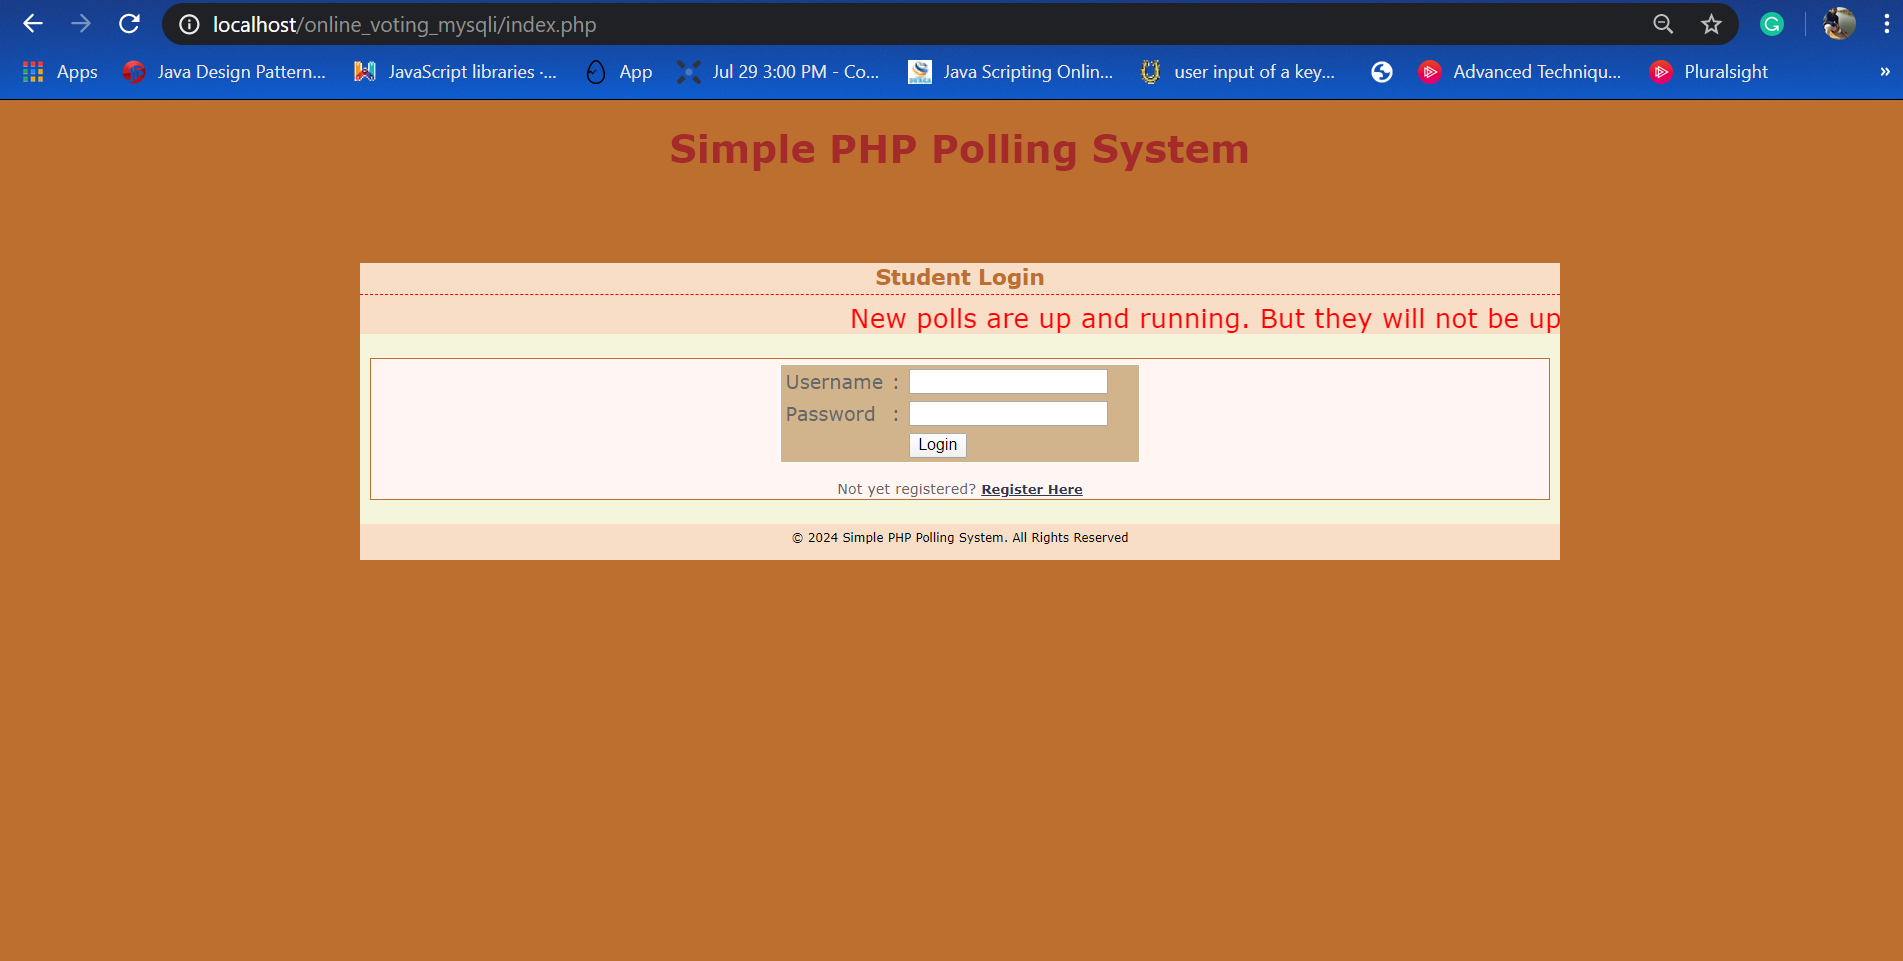 localhost/online_voting_mysqli/index.php
Apps Java Design Pattern... JavaScript libraries ·... App Jul 29 3:00 PM - Co... Java Scripting Onlin... user input of a key... Advanced Techniqu... Pluralsight »
Simple PHP Polling System
Student Login
New polls are up and running. But they will not be up
Username :
Password :
Login
Not yet registered? Register Here
© 2024 Simple PHP Polling System. All Rights Reserved